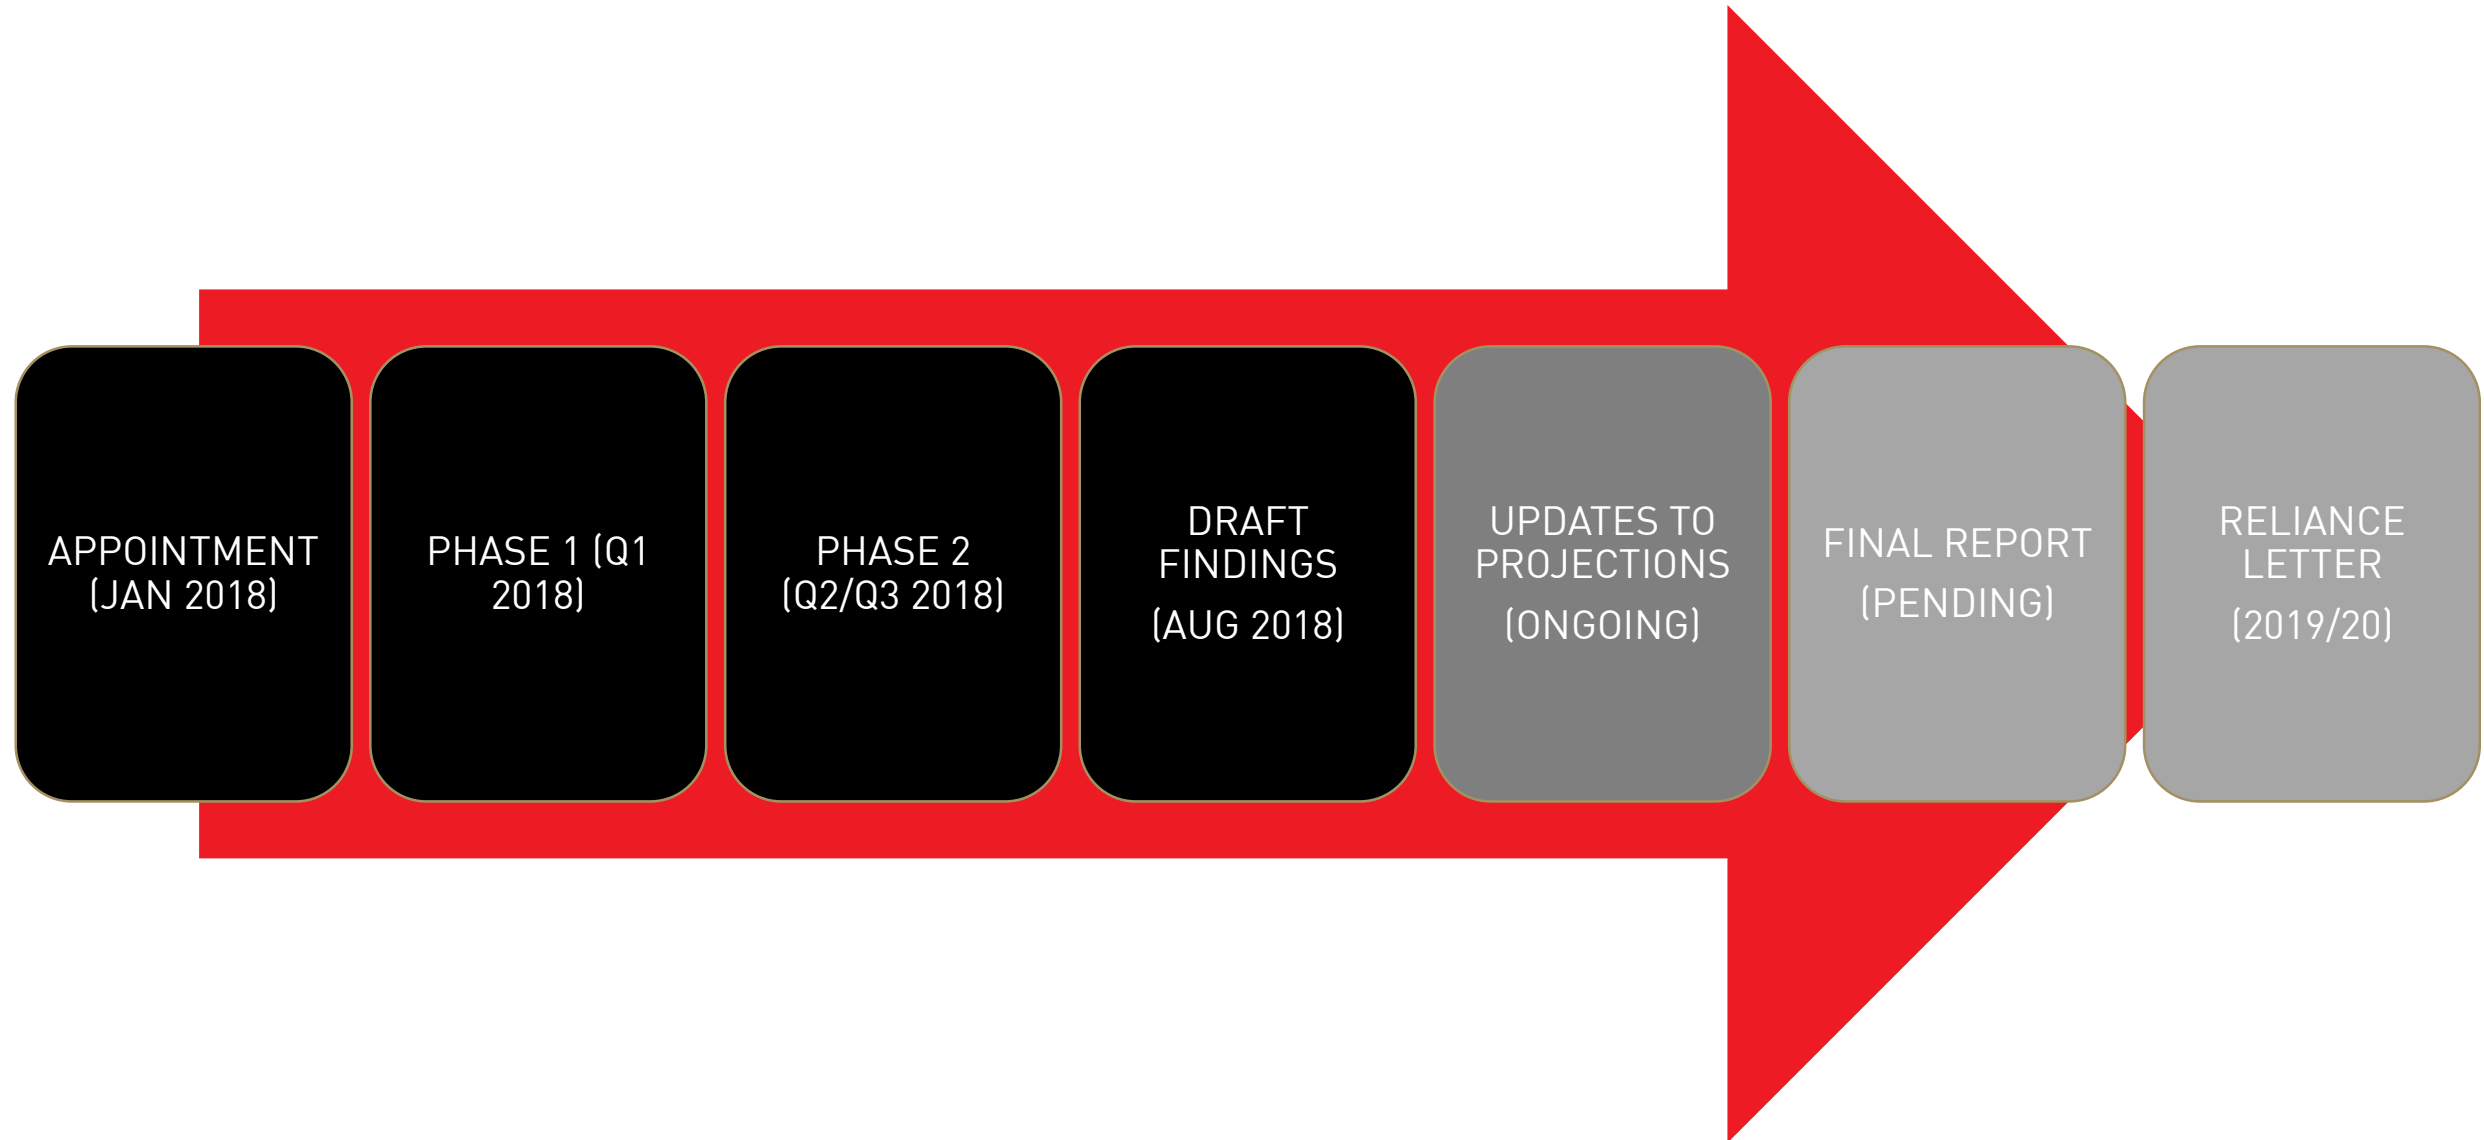 APPOINTMENT
(JAN 2018)
PHASE 1 (Q1
2018)
PHASE 2
(Q2/Q3 2018)
DRAFT
FINDINGS
(AUG 2018)
UPDATES TO
PROJECTIONS
(ONGOING)
FINAL REPORT
(PENDING)
RELIANCE
LETTER
(2019/20)